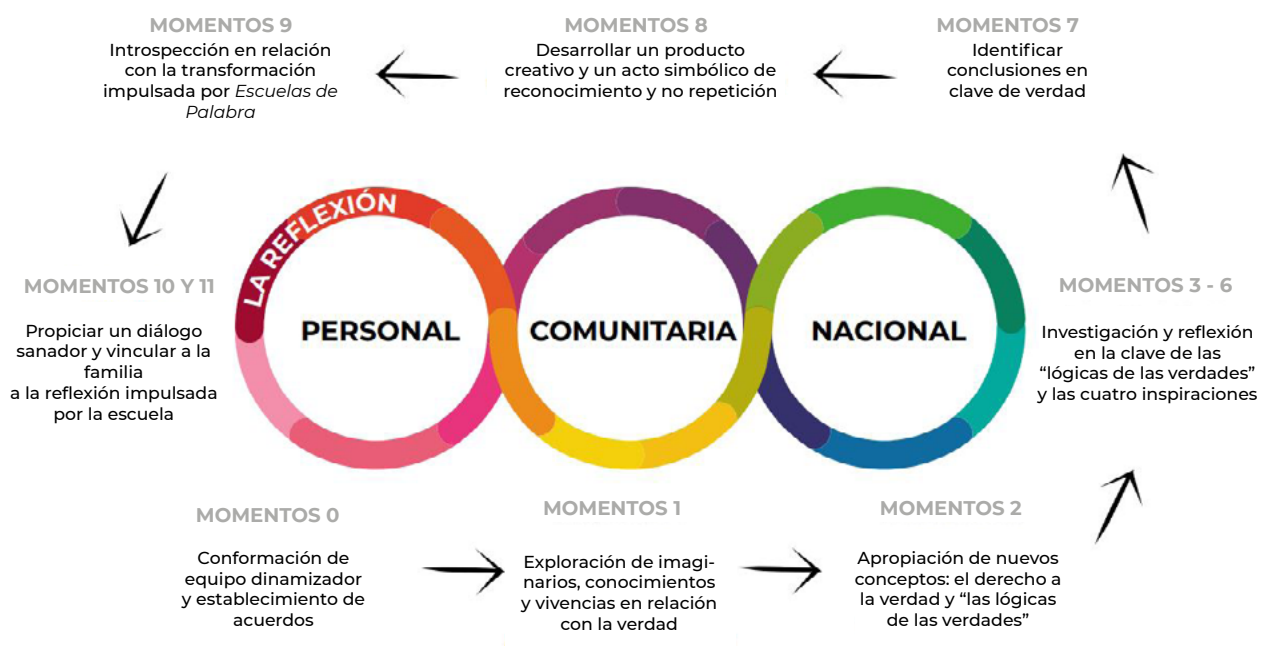 MOMENTOS 9
Introspección en relación
con la transformación
impulsada por Escuelas de
Palabra
MOMENTOS 8
Desarrollar un producto
creativo y un acto simbólico de
reconocimiento y no repetición
MOMENTOS 7
Identificar
conclusiones en
clave de verdad
LA REFLEXIÓN
PERSONAL
COMUNITARIA
NACIONAL
MOMENTOS 10 Y 11
Propiciar un diálogo
sanador y vincular a la
familia
a la reflexión impulsada
por la escuela
MOMENTOS 3 - 6
Investigación y reflexión
en la clave de las
“lógicas de las verdades”
y las cuatro inspiraciones
MOMENTOS 0
Conformación de
equipo dinamizador
y establecimiento de
acuerdos
MOMENTOS 1
Exploración de imagi-
narios, conocimientos
y vivencias en relación
con la verdad
MOMENTOS 2
Apropiación de nuevos
conceptos: el derecho a
la verdad y “las lógicas
de las verdades”